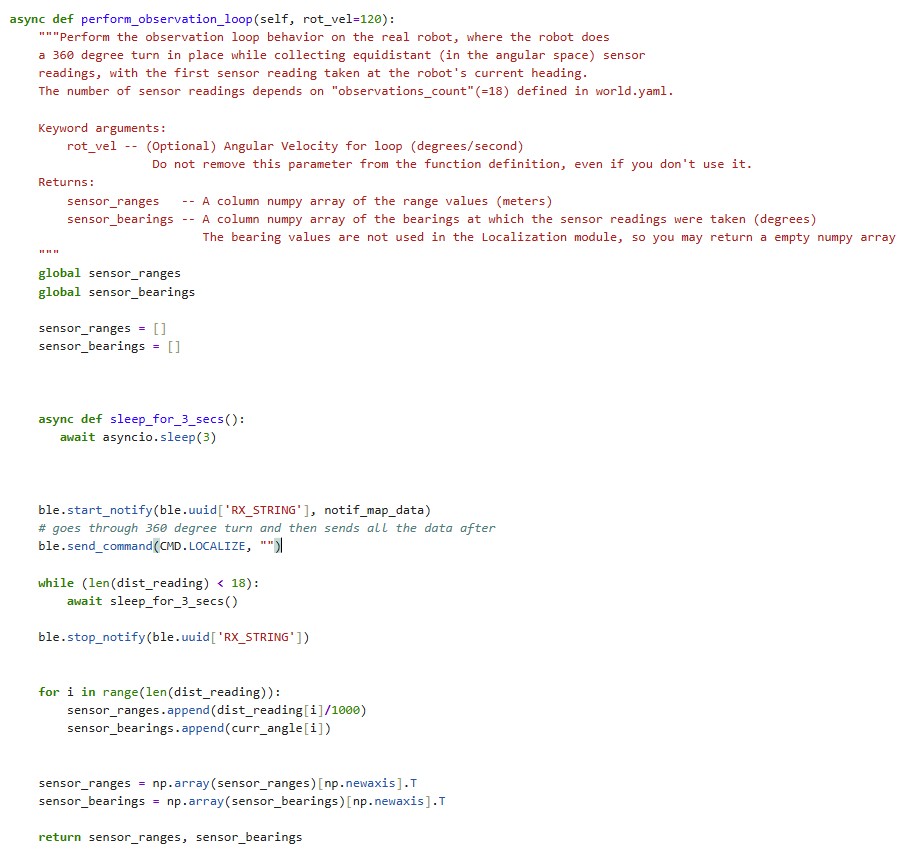 async def perform_observation_loop(self, rot_vel=120):
"""Perform the observation loop behavior on the real robot, where the robot does
a 360 degree turn in place while collecting equidistant (in the angular space) sensor
readings, with the first sensor reading taken at the robot's current heading.
The number of sensor readings depends on "observations_count"(=18) defined in world.yaml.
Keyword arguments:
rot_vel -- (Optional) Angular Velocity for loop (degrees/second)
Do not remove this parameter from the function definition, even if you don't use it.
Returns:
sensor_ranges -- A column numpy array of the range values (meters)
sensor_bearings -- A column numpy array of the bearings at which the sensor readings were taken (degrees)
The bearing values are not used in the Localization module, so you may return a empty numpy array
"""
global sensor_ranges
global sensor_bearings
sensor_ranges = []
sensor_bearings = []
async def sleep_for_3_secs():
await asyncio.sleep(3)
ble.start_notify(ble.uuid['RX_STRING'], notif_map_data)
# goes through 360 degree turn and then sends all the data after
ble.send_command(CMD.LOCALIZE, "")
while (len(dist_reading) < 18):
await sleep_for_3_secs()
ble.stop_notify(ble.uuid['RX_STRING'])
for i in range(len(dist_reading)):
sensor_ranges.append(dist_reading[i]/1000)
sensor_bearings.append(curr_angle[i])
sensor_ranges = np.array(sensor_ranges)[np.newaxis].T
sensor_bearings = np.array(sensor_bearings)[np.newaxis].T
return sensor_ranges, sensor_bearings